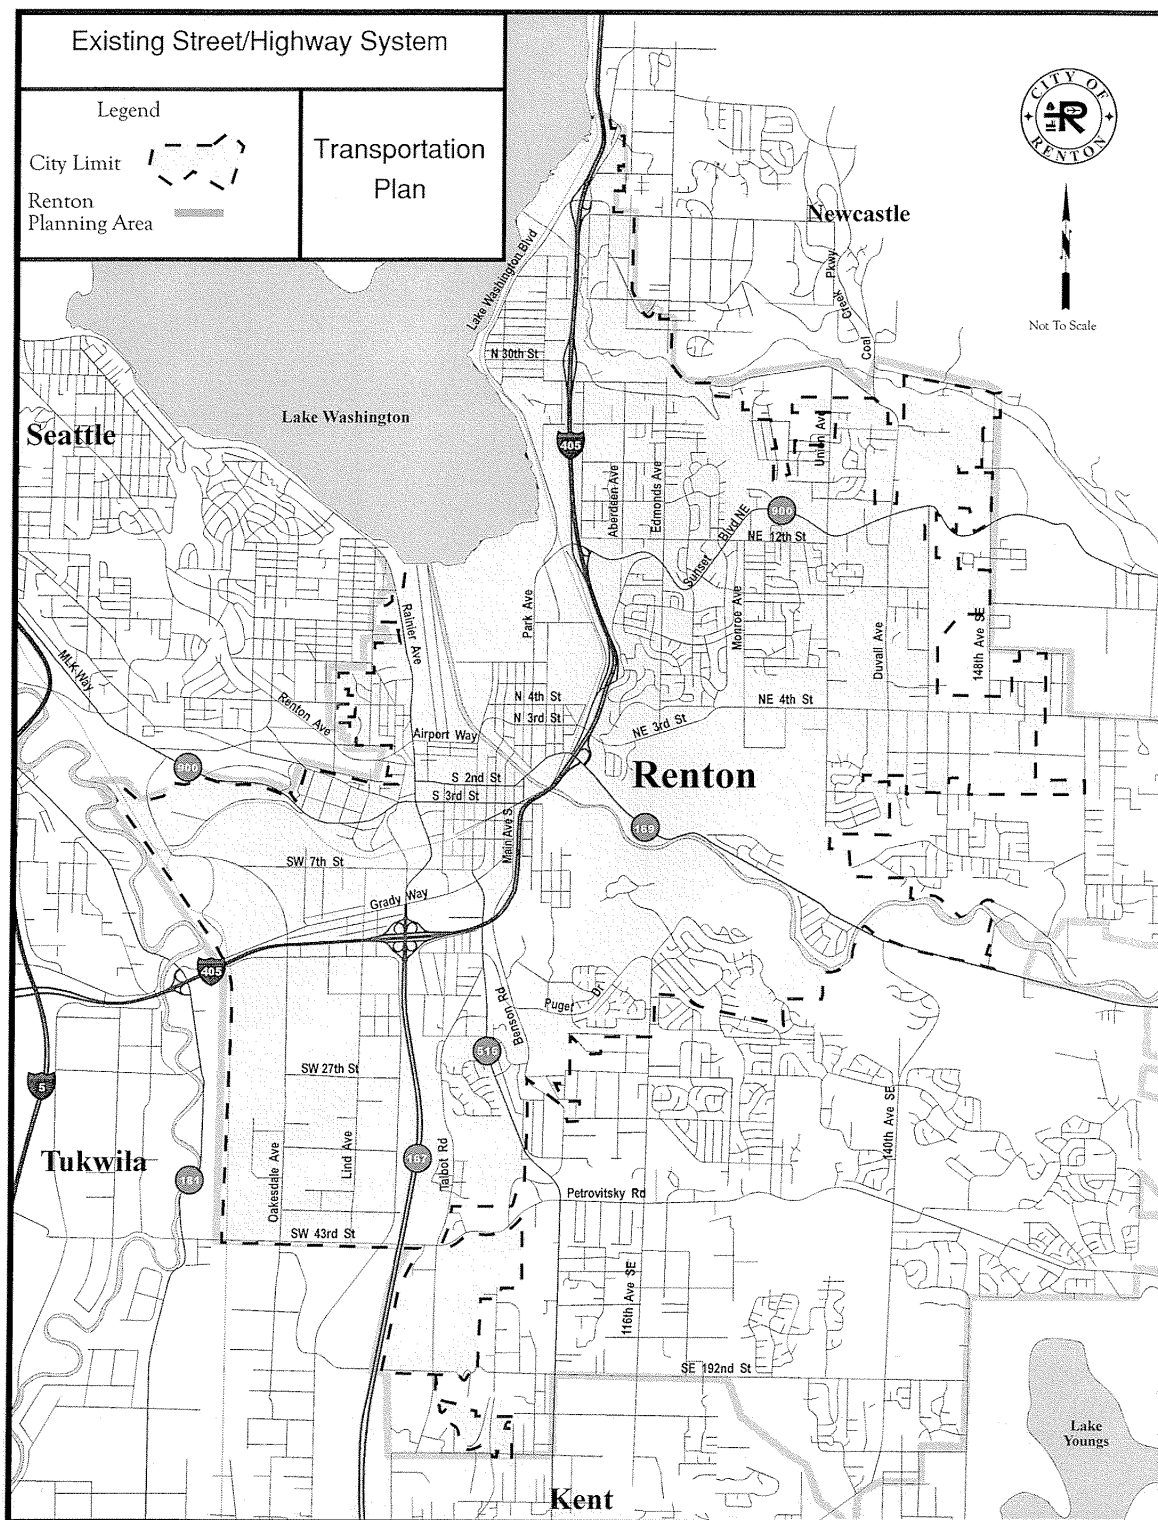 Existing Street/Highway System
Legend
City Limit
Renton
Planning Area
Transportation
Plan
CITY OF
R
RENTON
N
Not To Scale
Newcastle
Lake Washington Blvd
Coal Creek Pkwy
N 30th St
Lake Washington
Seattle
405
Aberdeen Ave
Edmonds Ave
Union Ave
900
Sunset Blvd NE
NE 12th St
Monroe Ave
Duvall Ave
148th Ave SE
Park Ave
Rainier Ave
MLK Way
Renton Ave
Airport Way
N 4th St
N 3rd St
NE 3rd St
NE 4th St
900
S 2nd St
S 3rd St
Renton
169
Main Ave S
SW 7th St
Grady Way
405
Benson Rd
Puget Dr
515
SW 27th St
5
140th Ave SE
Tukwila
181
Oakesdale Ave
Lind Ave
167
Talbot Rd
Petrovitsky Rd
SW 43rd St
116th Ave SE
SE 192nd St
Lake
Youngs
Kent